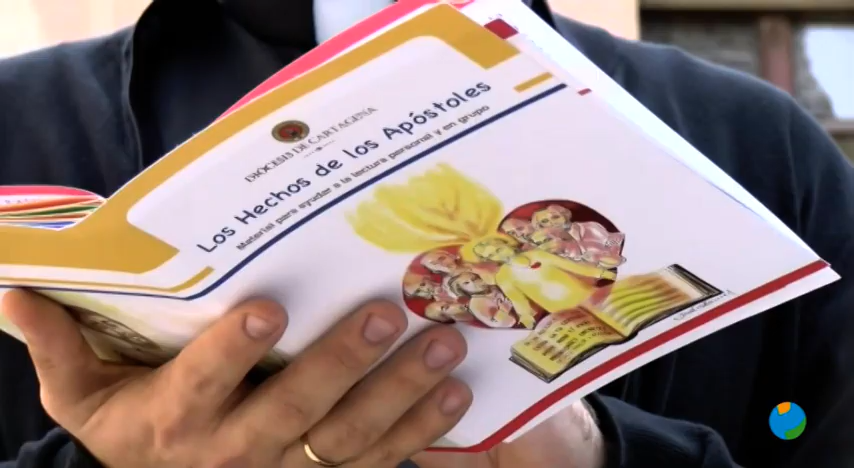 DIÓCESIS DE CARTAGENA
Los Hechos de los Apóstoles
Material para ayudar a la lectura personal y en grupo